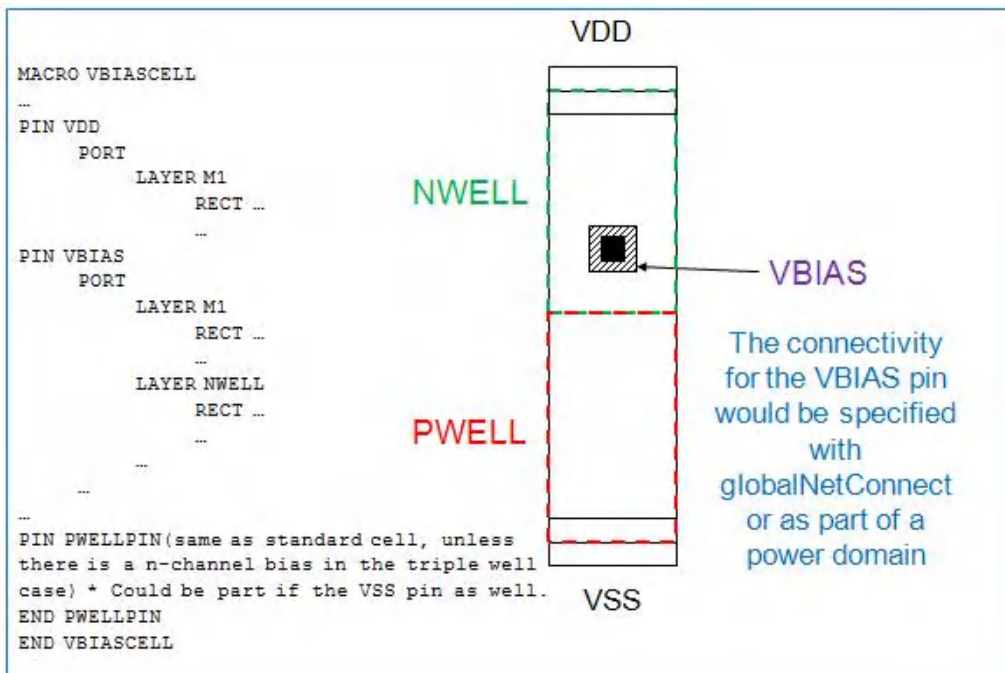 MACRO VBIASCELL
…
PIN VDD
PORT
LAYER M1
RECT …
…
PIN VBIAS
PORT
LAYER M1
RECT …
…
LAYER NWELL
RECT …
…
…
…
…
PIN PWELLPIN(same as standard cell, unless
there is a n-channel bias in the triple well
case) * Could be part if the VSS pin as well.
END PWELLPIN
END VBIASCELL
VDD
NWELL
VBIAS
PWELL
VSS
The connectivity
for the VBIAS pin
would be specified
with
globalNetConnect
or as part of a
power domain